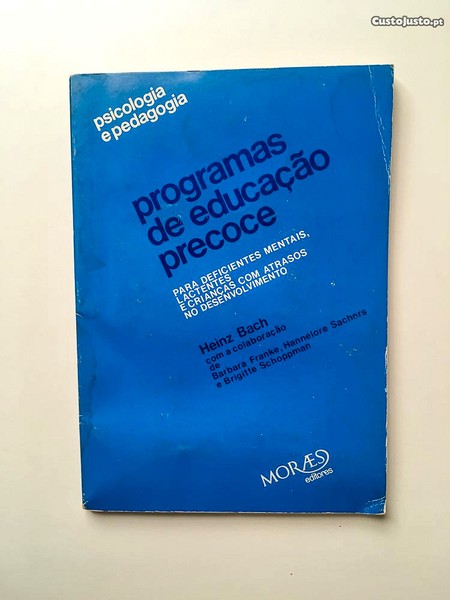 CustoJusto.pt
psicologia
e pedagogia
programas
de educação
precoce
PARA DEFICIENTES MENTAIS,
LACTENTES
E CRIANÇAS COM ATRASOS
NO DESENVOLVIMENTO
Heinz Bach
com a colaboração
de
Barbara Franke, Hannelore Sachers
e Brigitte Schoppman
MORÆS
editores